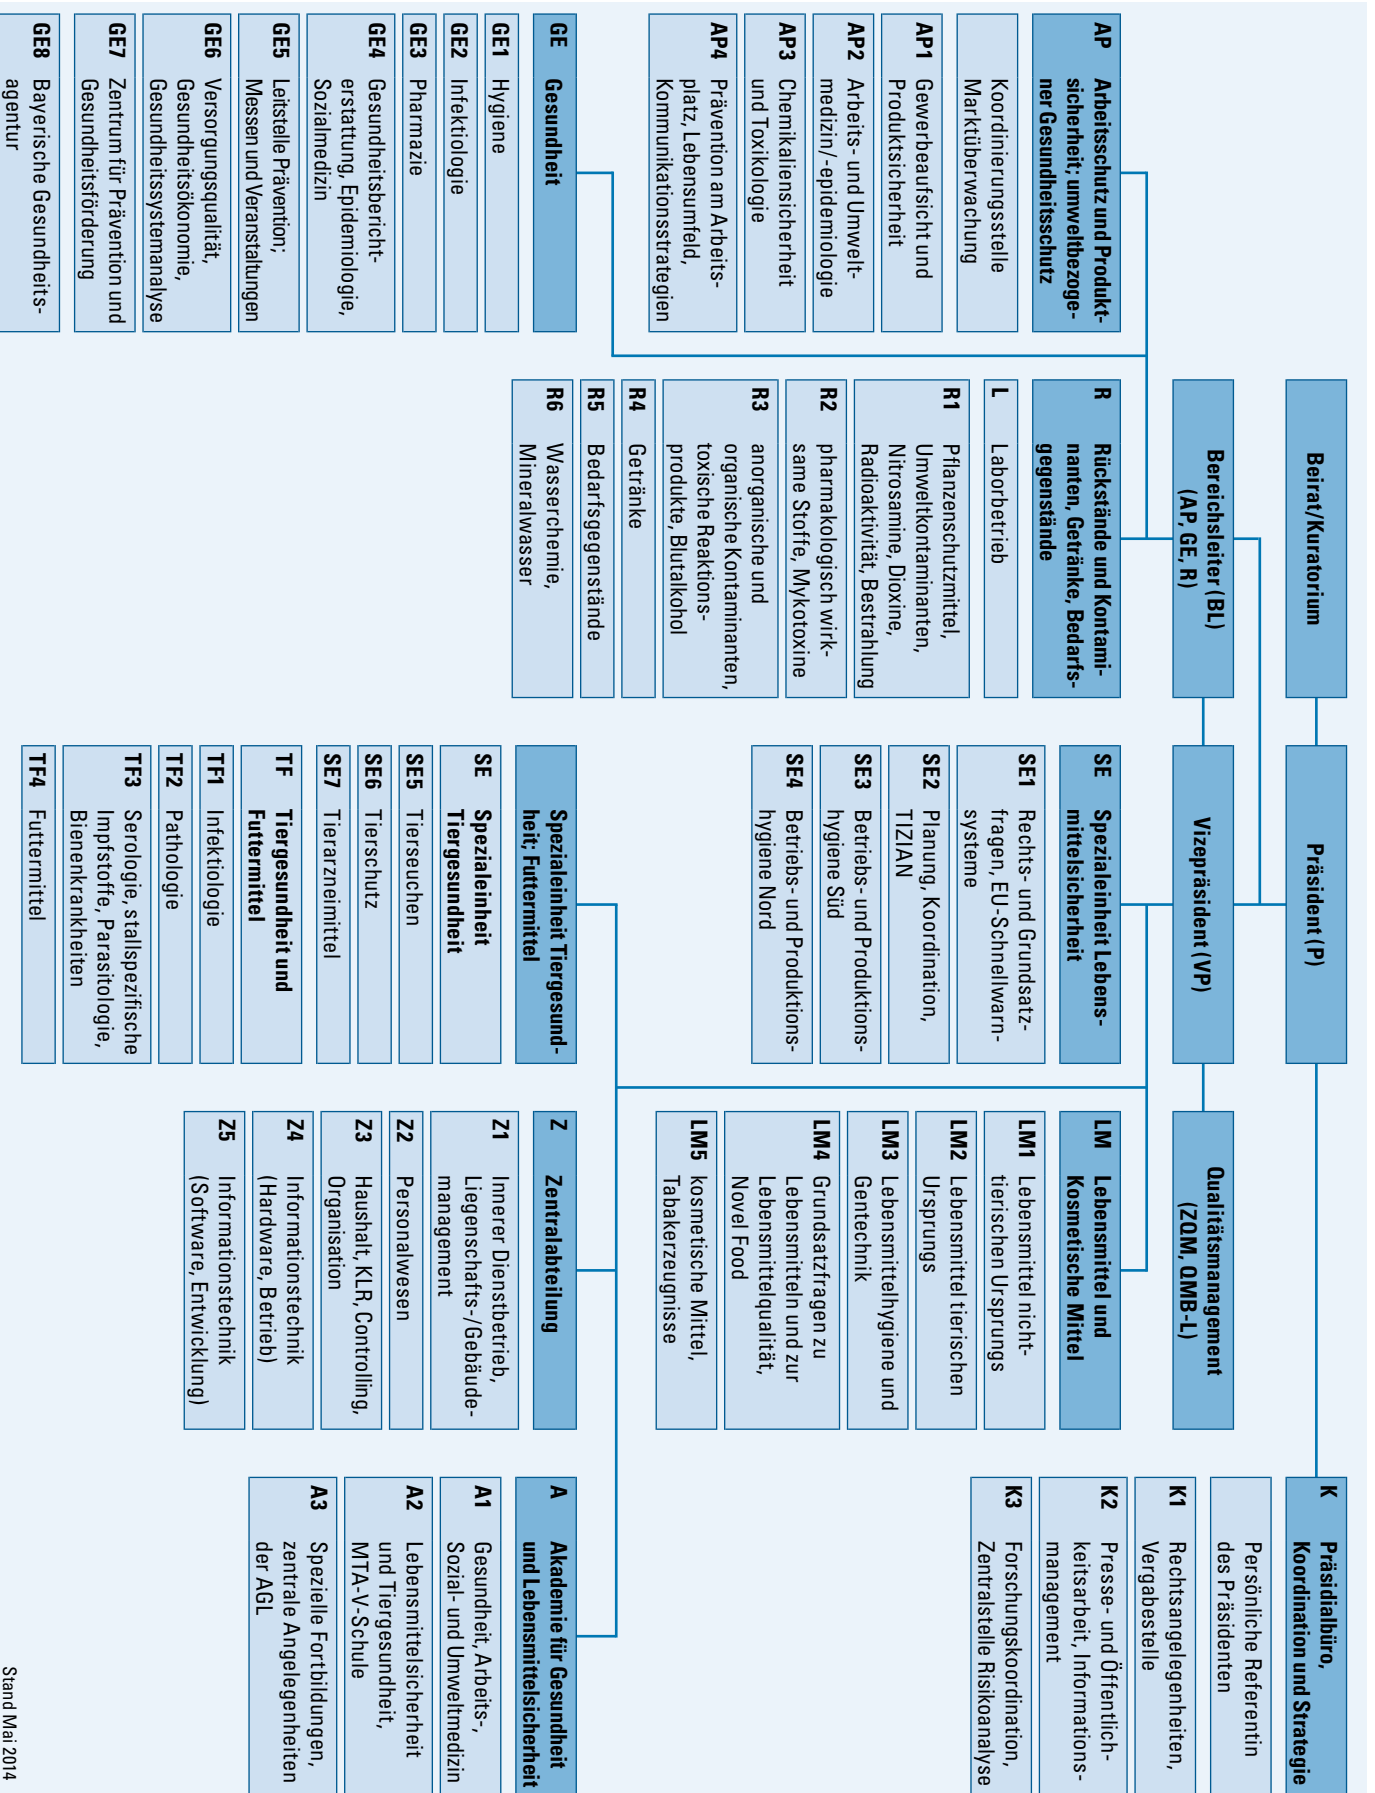 Beirat/Kuratorium
Präsident (P)
K Präsidialbüro,
Koordination und Strategie
Persönliche Referentin
des Präsidenten
K1 Rechtsangelegenheiten,
Vergabestelle
K2 Presse- und Öffentlich-
keitsarbeit, Informations-
management
K3 Forschungskoordination,
Zentralstelle Risikoanalyse
Bereichsleiter (BL)
(AP, GE, R)
Vizepräsident (VP)
Qualitätsmanagement
(ZQM, QMB-L)
AP Arbeitsschutz und Produkt-
sicherheit; umweltbezoge-
ner Gesundheitsschutz
Koordinierungsstelle
Marktüberwachung
AP1 Gewerbeaufsicht und
Produktsicherheit
AP2 Arbeits- und Umwelt-
medizin/-epidemiologie
AP3 Chemikaliensicherheit
und Toxikologie
AP4 Prävention am Arbeits-
platz, Lebensumfeld,
Kommunikationsstrategien
R Rückstände und Kontami-
nanten, Getränke, Bedarfs-
gegenstände
L Laborbetrieb
R1 Pflanzenschutzmittel,
Umweltkontaminanten,
Nitrosamine, Dioxine,
Radioaktivität, Bestrahlung
R2 pharmakologisch wirk-
same Stoffe, Mykotoxine
R3 anorganische und
organische Kontaminanten,
toxische Reaktions-
produkte, Blutalkohol
R4 Getränke
R5 Bedarfsgegenstände
R6 Wasserchemie,
Mineralwasser
SE Spezialeinheit Lebens-
mittelsicherheit
SE1 Rechts- und Grundsatz-
fragen, EU-Schnellwarn-
systeme
SE2 Planung, Koordination,
TIZIAN
SE3 Betriebs- und Produktions-
hygiene Süd
SE4 Betriebs- und Produktions-
hygiene Nord
LM Lebensmittel und
Kosmetische Mittel
LM1 Lebensmittel nicht-
tierischen Ursprungs
LM2 Lebensmittel tierischen
Ursprungs
LM3 Lebensmittelhygiene und
Gentechnik
LM4 Grundsatzfragen zu
Lebensmitteln und zur
Lebensmittelqualität,
Novel Food
LM5 kosmetische Mittel,
Tabakerzeugnisse
GE Gesundheit
GE1 Hygiene
GE2 Infektiologie
GE3 Pharmazie
GE4 Gesundheitsbericht-
erstattung, Epidemiologie,
Sozialmedizin
GE5 Leitstelle Prävention;
Messen und Veranstaltungen
GE6 Versorgungsqualität,
Gesundheitsökonomie,
Gesundheitssystemanalyse
GE7 Zentrum für Prävention und
Gesundheitsförderung
GE8 Bayerische Gesundheits-
agentur
Spezialeinheit Tiergesund-
heit; Futtermittel
SE Spezialeinheit
Tiergesundheit
SE5 Tierseuchen
SE6 Tierschutz
SE7 Tierarzneimittel
TF Tiergesundheit und
Futtermittel
TF1 Infektiologie
TF2 Pathologie
TF3 Serologie, stallspezifische
Impfstoffe, Parasitologie,
Bienenkrankheiten
TF4 Futtermittel
Z Zentralabteilung
Z1 Innerer Dienstbetrieb,
Liegenschafts-/Gebäude-
management
Z2 Personalwesen
Z3 Haushalt, KLR, Controlling,
Organisation
Z4 Informationstechnik
(Hardware, Betrieb)
Z5 Informationstechnik
(Software, Entwicklung)
A Akademie für Gesundheit
und Lebensmittelsicherheit
A1 Gesundheit, Arbeits-,
Sozial- und Umweltmedizin
A2 Lebensmittelsicherheit
und Tiergesundheit,
MTA-V-Schule
A3 Spezielle Fortbildungen,
zentrale Angelegenheiten
der AGL
Stand Mai 2014